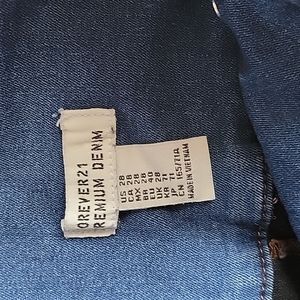 OREVER21
REMIUM DENIM
US 28
CA 28
MX 28
BR 38
EU 40
UK 28
KR 71
JP 71
CN 165/71A
MADE IN VIETNAM